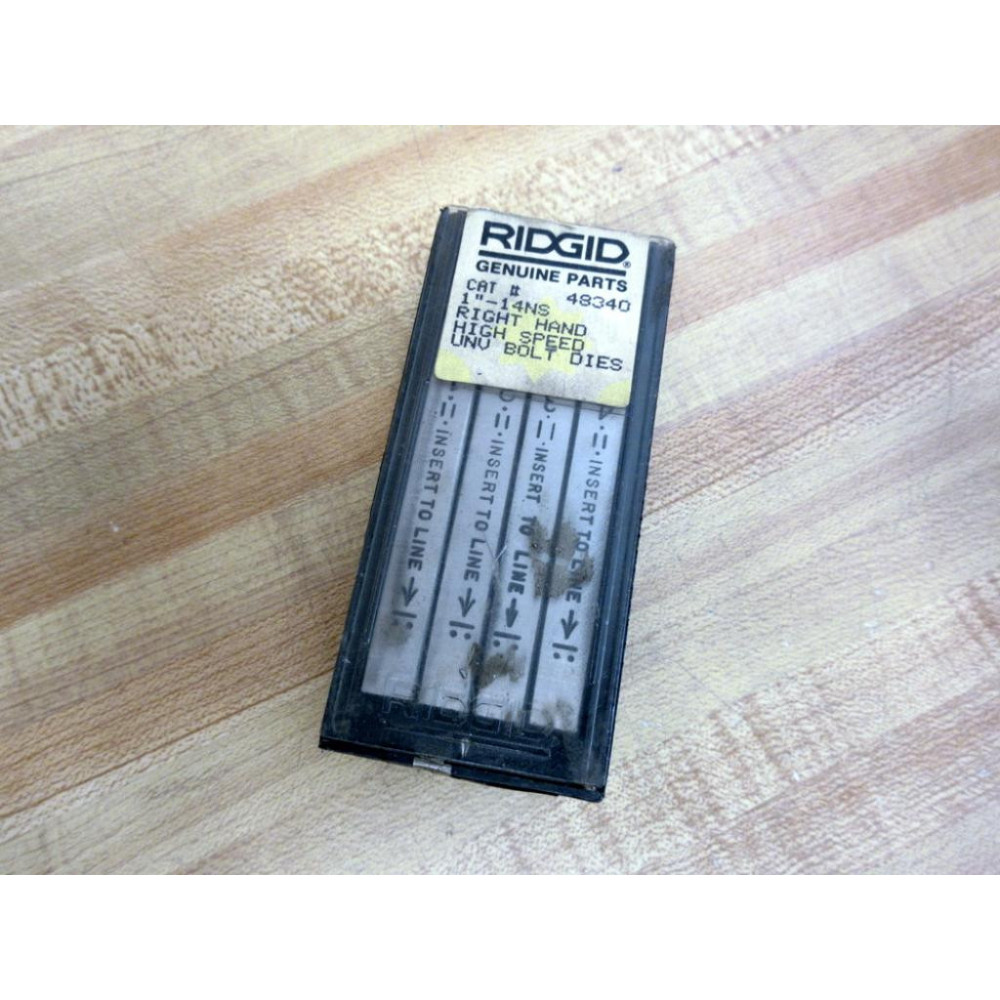 RIDGID®
GENUINE PARTS
CAT # 48340
1"-14NS
RIGHT HAND
HIGH SPEED
UNV BOLT DIES
INSERT TO LINE →
INSERT TO LINE →
INSERT TO LINE →
INSERT TO LINE →
RIDGID